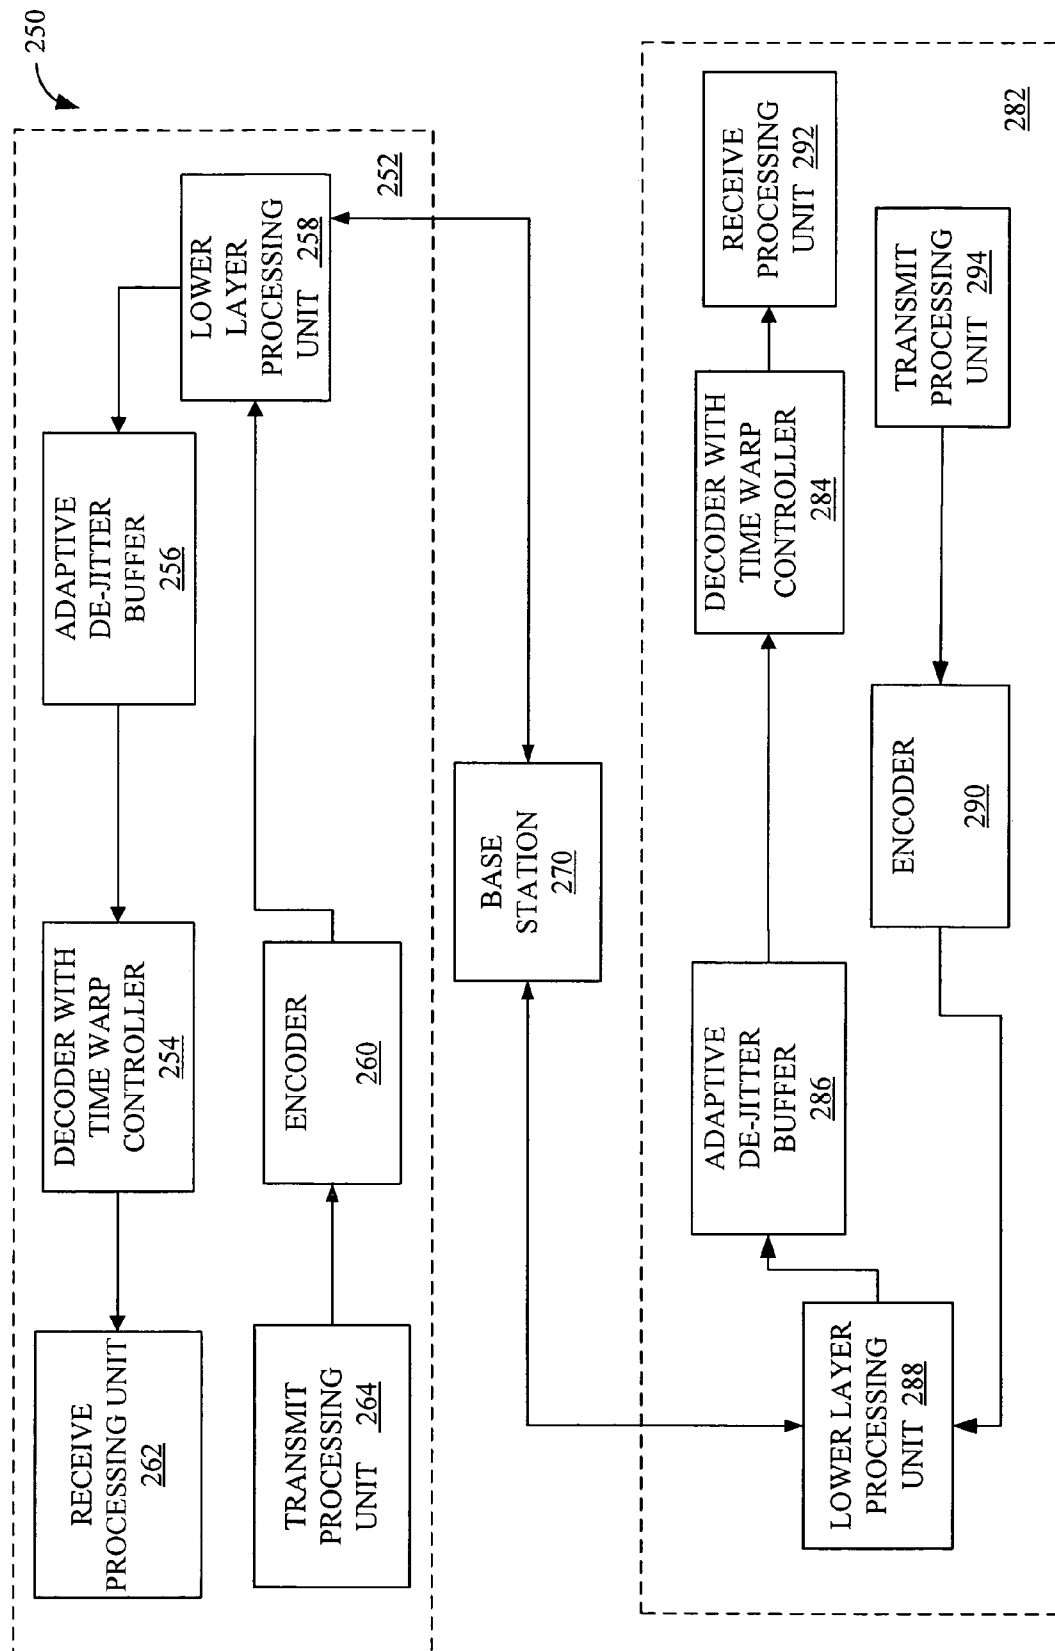 250
RECEIVE
PROCESSING UNIT
262
DECODER WITH
TIME WARP
CONTROLLER
254
ADAPTIVE
DE-JITTER
BUFFER
256
LOWER
LAYER
PROCESSING
UNIT 258
252
TRANSMIT
PROCESSING
UNIT 264
ENCODER
260
BASE
STATION
270
LOWER LAYER
PROCESSING
UNIT 288
ADAPTIVE
DE-JITTER
BUFFER
286
DECODER WITH
TIME WARP
CONTROLLER
284
RECEIVE
PROCESSING
UNIT 292
ENCODER
290
TRANSMIT
PROCESSING
UNIT 294
282